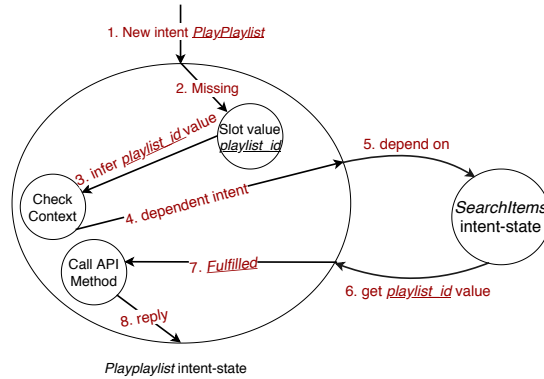 1. New intent PlayPlaylist
2. Missing
Slot value
playlist_id
3. infer playlist_id value
Check
Context
4. dependent intent
5. depend on
SearchItems
intent-state
6. get playlist_id value
7. Fulfilled
Call API
Method
8. reply
Playplaylist intent-state